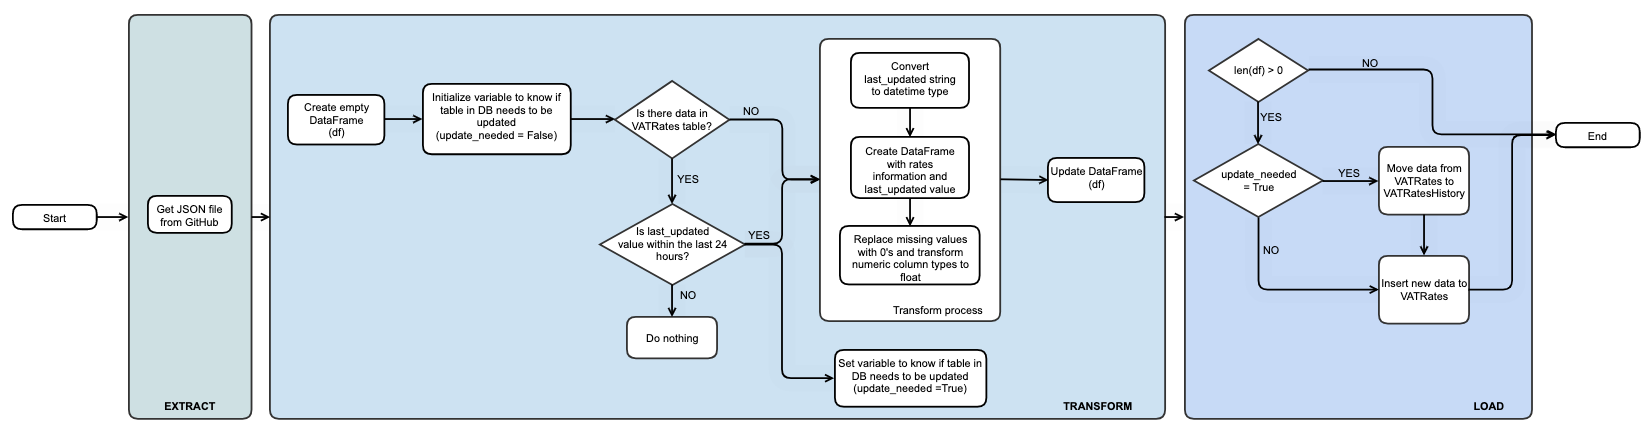 Start
Get JSON file
from GitHub
EXTRACT
Create empty
DataFrame
(df)
Initialize variable to know if
table in DB needs to be
updated
(update_needed = False)
Is there data in
VATRates table?
NO
YES
Is last_updated
value within the last 24
hours?
YES
NO
Do nothing
Convert
last_updated string
to datetime type
Create DataFrame
with rates
information and
last_updated value
Replace missing values
with 0's and transform
numeric column types to
float
Transform process
Set variable to know if table in
DB needs to be updated
(update_needed =True)
Update DataFrame
(df)
TRANSFORM
len(df) > 0
NO
YES
update_needed
= True
YES
NO
Move data from
VATRates to
VATRatesHistory
Insert new data to
VATRates
LOAD
End